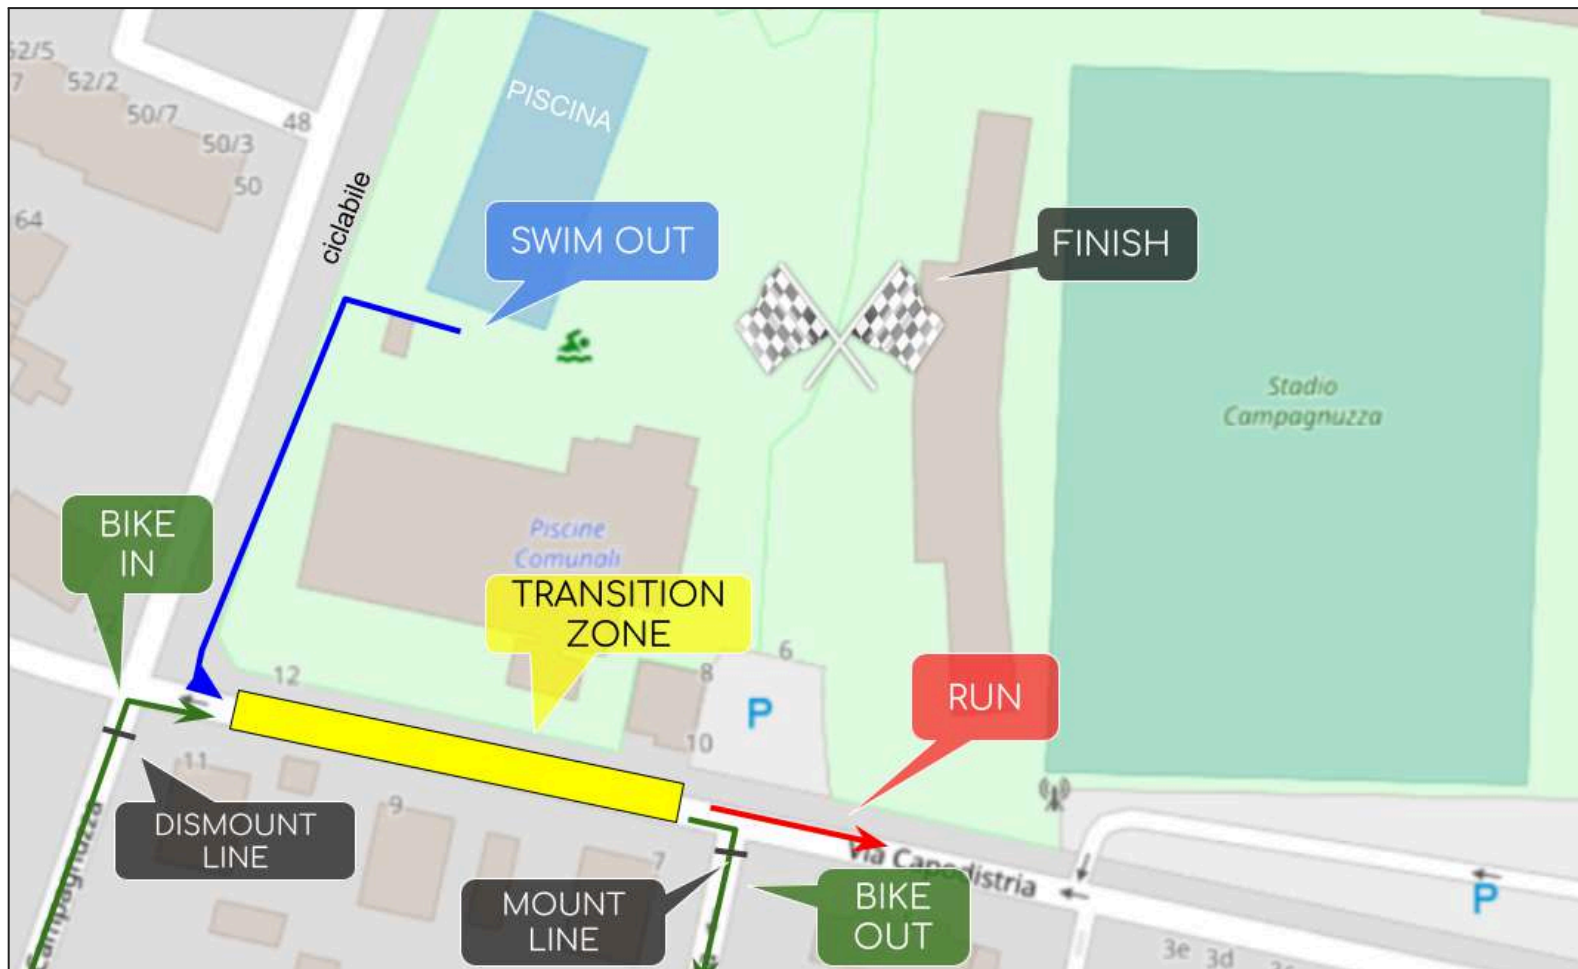 52/2
50/7
50/3
50
48
64
PISCINA
ciclabile
SWIM OUT
FINISH
Stadio
Campagnuzza
BIKE
IN
Piscine
Comunali
TRANSITION
ZONE
12
6
8
10
P
RUN
11
9
7
DISMOUNT
LINE
Campagnuzza
MOUNT
LINE
BIKE
OUT
Via Capodistria
P
3e
3d